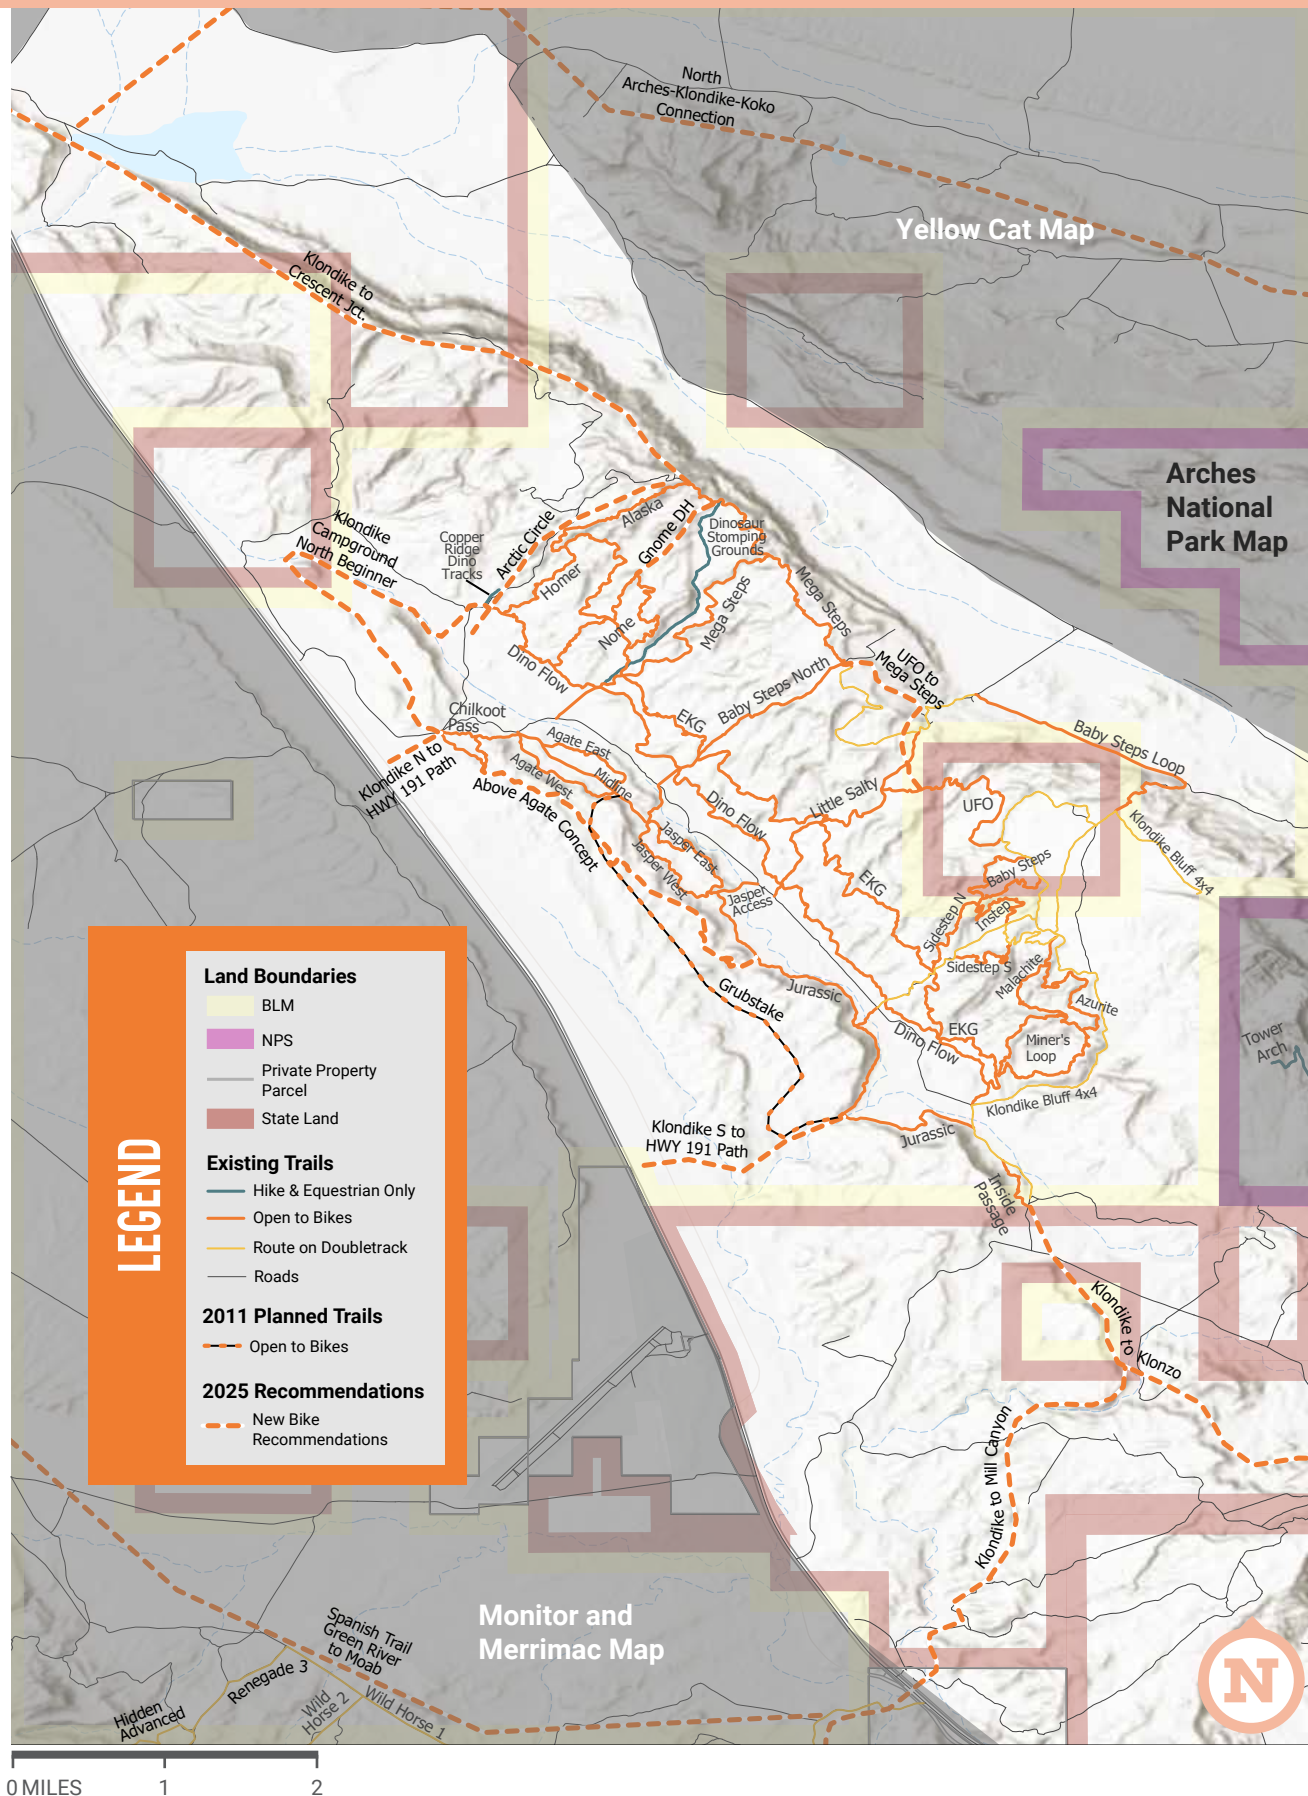 North
Arches-Klondike-Koko
Connection
Yellow Cat Map
Klondike to
Crescent Jct.
Arches
National
Park Map
Klondike
Campground
North Beginner
Copper
Ridge
Dino
Tracks
Arctic Circle
Alaska
Gnome DH
Dinosaur
Stomping
Grounds
Homer
Nome
Mega Steps
Mega Steps
Dino Flow
UFO to
Mega Steps
Baby Steps North
EKG
Chilkoot
Pass
Agate East
Agate West
Midline
Baby Steps Loop
Klondike N to
HWY 191 Path
Above Agate Concept
Dino Flow
Little Salty
UFO
Klondike Bluff 4x4
Jasper East
Jasper West
Jasper
Access
EKG
Baby Steps
Sidestep N
Instep
Sidestep S
Malachite
Azurite
Jurassic
Grubstake
Dino Flow
EKG
Miner's
Loop
Tower
Arch
Klondike Bluff 4x4
Klondike S to
HWY 191 Path
Jurassic
Inside
Passage
Klondike to
Klonzo
Klondike to Mill Canyon
LEGEND
Land Boundaries
BLM
NPS
Private Property
Parcel
State Land
Existing Trails
Hike & Equestrian Only
Open to Bikes
Route on Doubletrack
Roads
2011 Planned Trails
Open to Bikes
2025 Recommendations
New Bike
Recommendations
Monitor and
Merrimac Map
Spanish Trail
Green River
to Moab
Renegade 3
Wild
Horse 2
Wild Horse 1
Hidden
Advanced
N
0 MILES
1
2